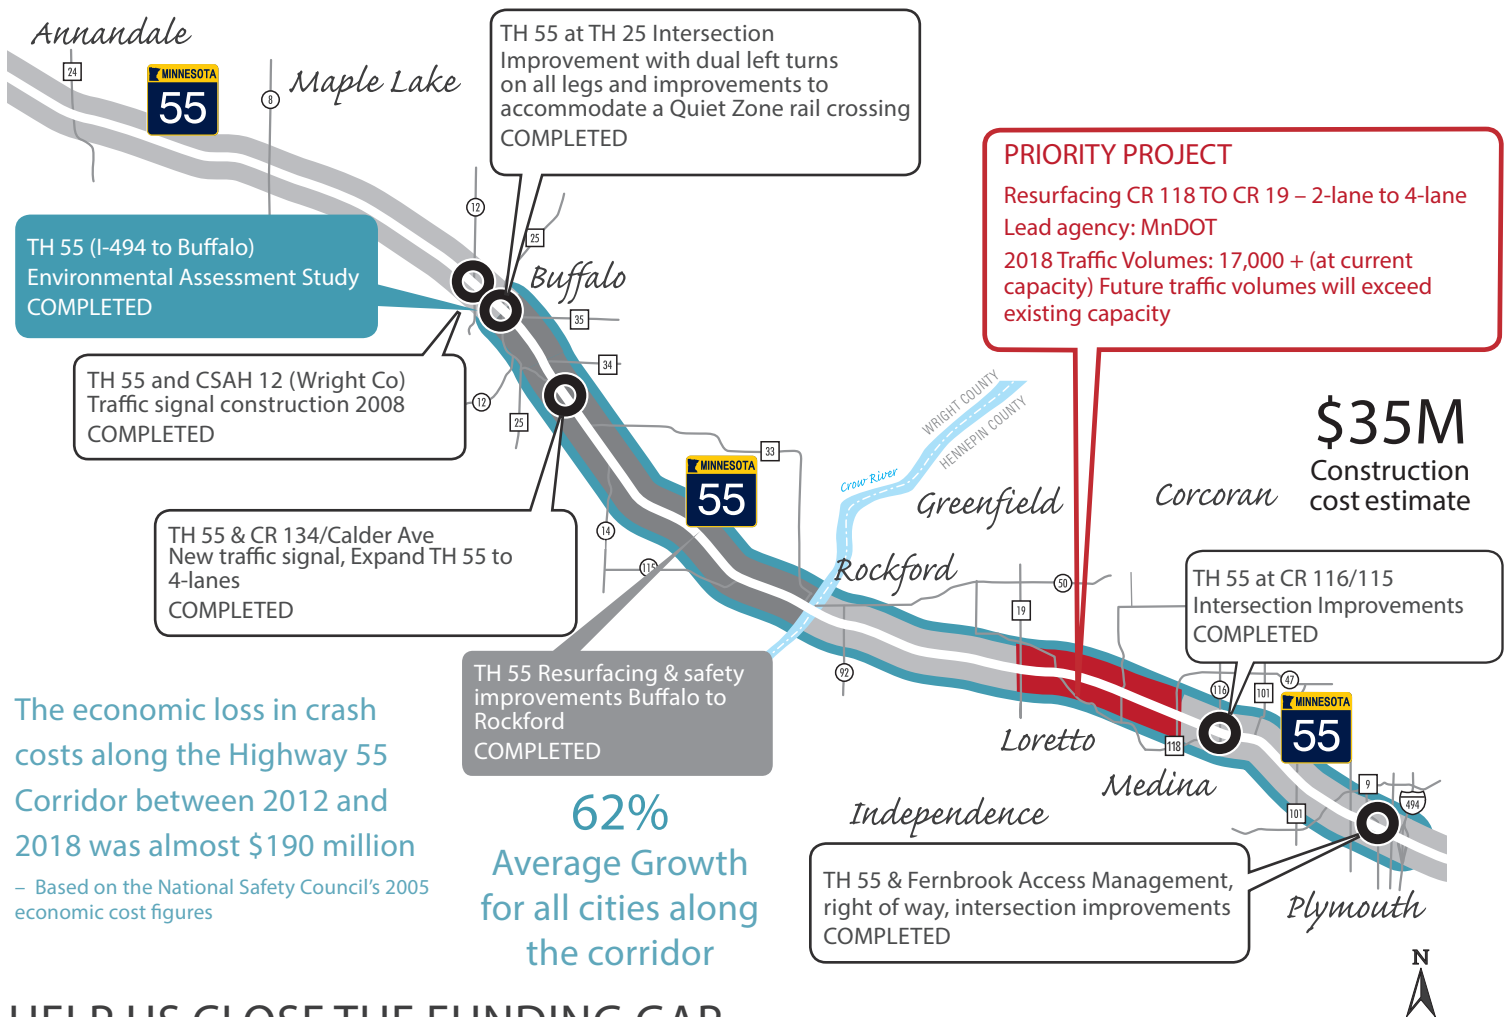 Annandale
24
MINNESOTA
55
8
Maple Lake
TH 55 at TH 25 Intersection
Improvement with dual left turns
on all legs and improvements to
accommodate a Quiet Zone rail crossing
COMPLETED
PRIORITY PROJECT
Resurfacing CR 118 TO CR 19 – 2-lane to 4-lane
Lead agency: MnDOT
2018 Traffic Volumes: 17,000 + (at current
capacity) Future traffic volumes will exceed
existing capacity
12
25
Buffalo
TH 55 (I-494 to Buffalo)
Environmental Assessment Study
COMPLETED
35
34
TH 55 and CSAH 12 (Wright Co)
Traffic signal construction 2008
COMPLETED
12
25
WRIGHT COUNTY
HENNEPIN COUNTY
$35M
Construction
cost estimate
33
MINNESOTA
55
Crow River
Greenfield
Corcoran
TH 55 & CR 134/Calder Ave
New traffic signal, Expand TH 55 to
4-lanes
COMPLETED
14
115
Rockford
50
19
TH 55 at CR 116/115
Intersection Improvements
COMPLETED
92
TH 55 Resurfacing & safety
improvements Buffalo to
Rockford
COMPLETED
116
101
47
MINNESOTA
55
The economic loss in crash
costs along the Highway 55
Corridor between 2012 and
2018 was almost $190 million
– Based on the National Safety Council’s 2005
economic cost figures
Loretto
118
Medina
9
494
101
Independence
62%
Average Growth
for all cities along
the corridor
TH 55 & Fernbrook Access Management,
right of way, intersection improvements
COMPLETED
Plymouth
N
HELP US CLOSE THE FUNDING GAP